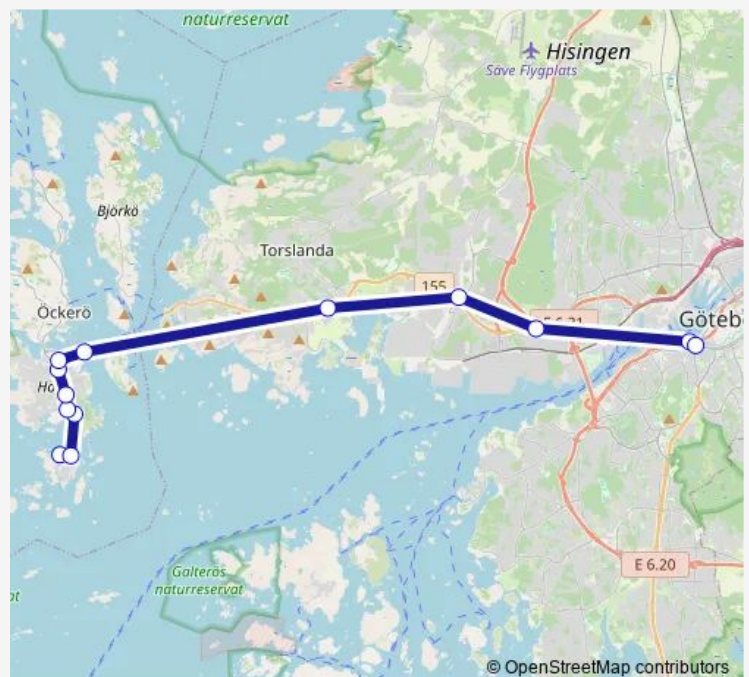 naturreservat
Hisingen
Säve Flygplats
Björkö
Torslanda
155
Öckerö
Göteb
Galterös
naturreservat
E 6.20
© OpenStreetMap contributors